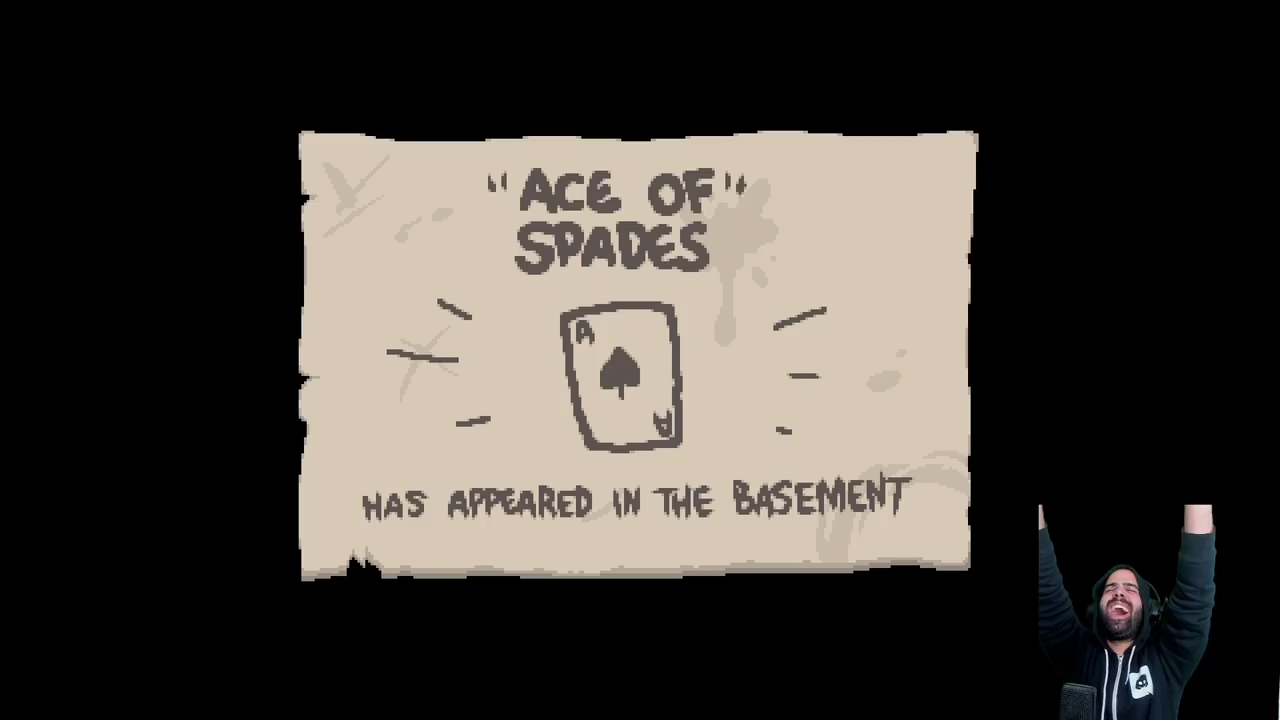 "ACE OF"
SPADES
A
A
HAS APPEARED IN THE BASEMENT